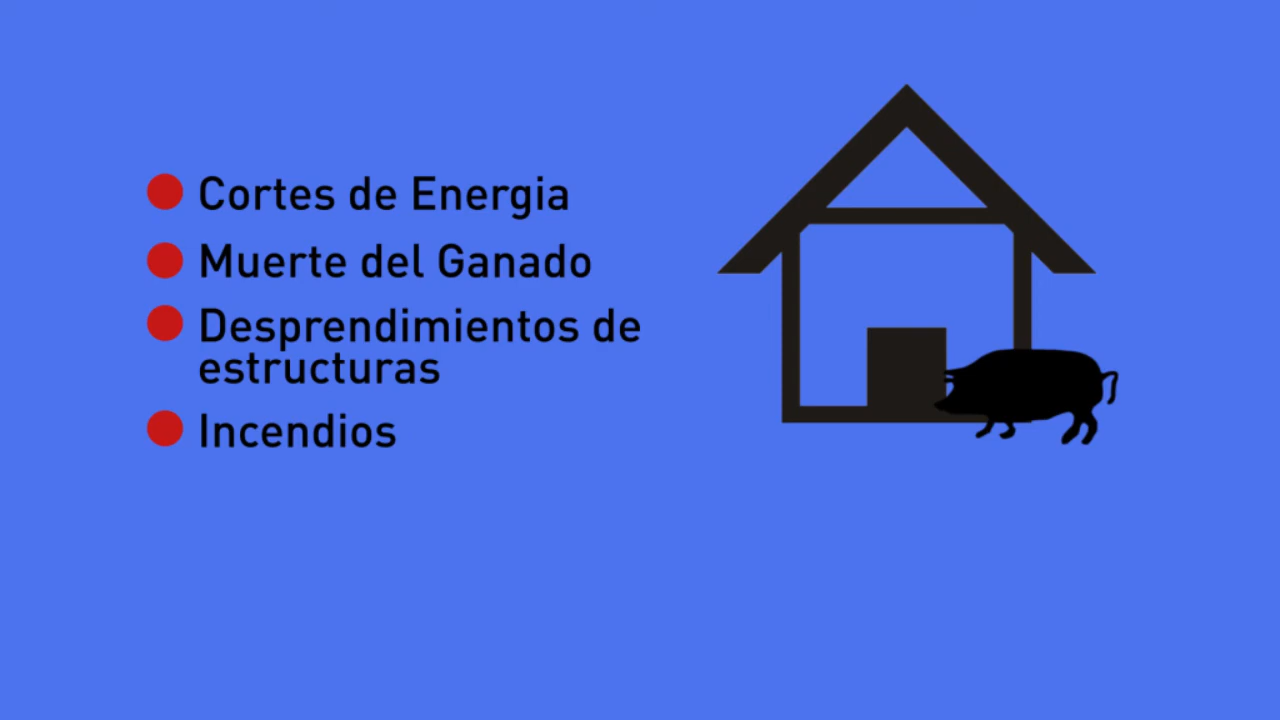 Cortes de Energia
Muerte del Ganado
Desprendimientos de
estructuras
Incendios